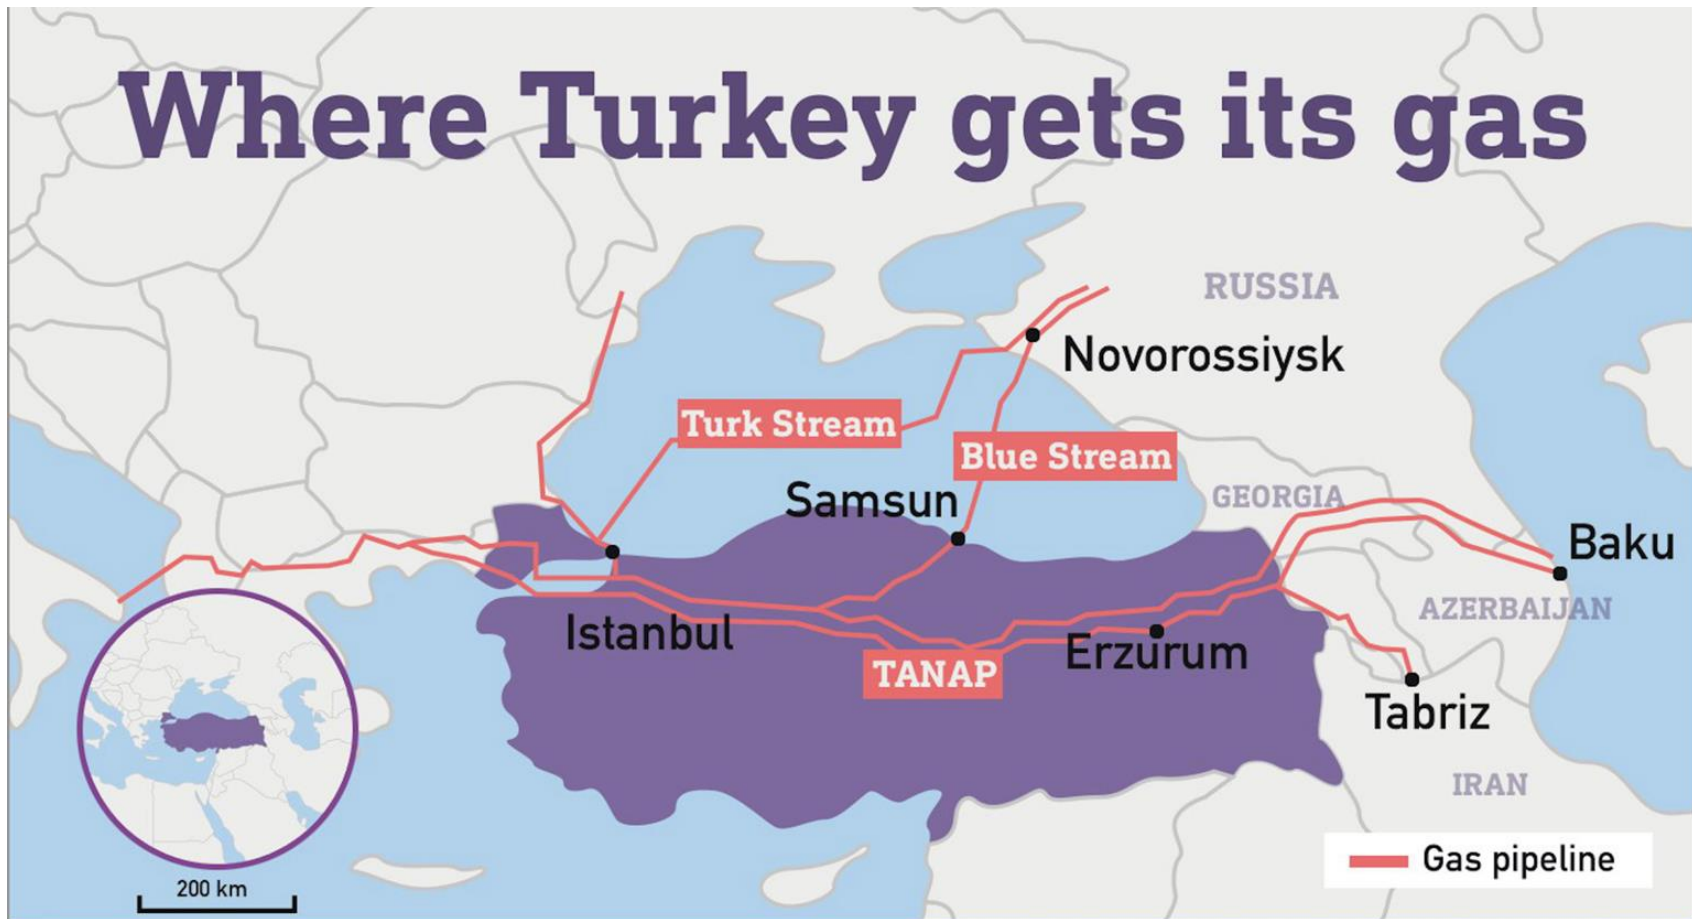 Where Turkey gets its gas
RUSSIA
Novorossiysk
Turk Stream
Blue Stream
Samsun
GEORGIA
Baku
AZERBAIJAN
Istanbul
Erzurum
TANAP
Tabriz
IRAN
Gas pipeline
200 km